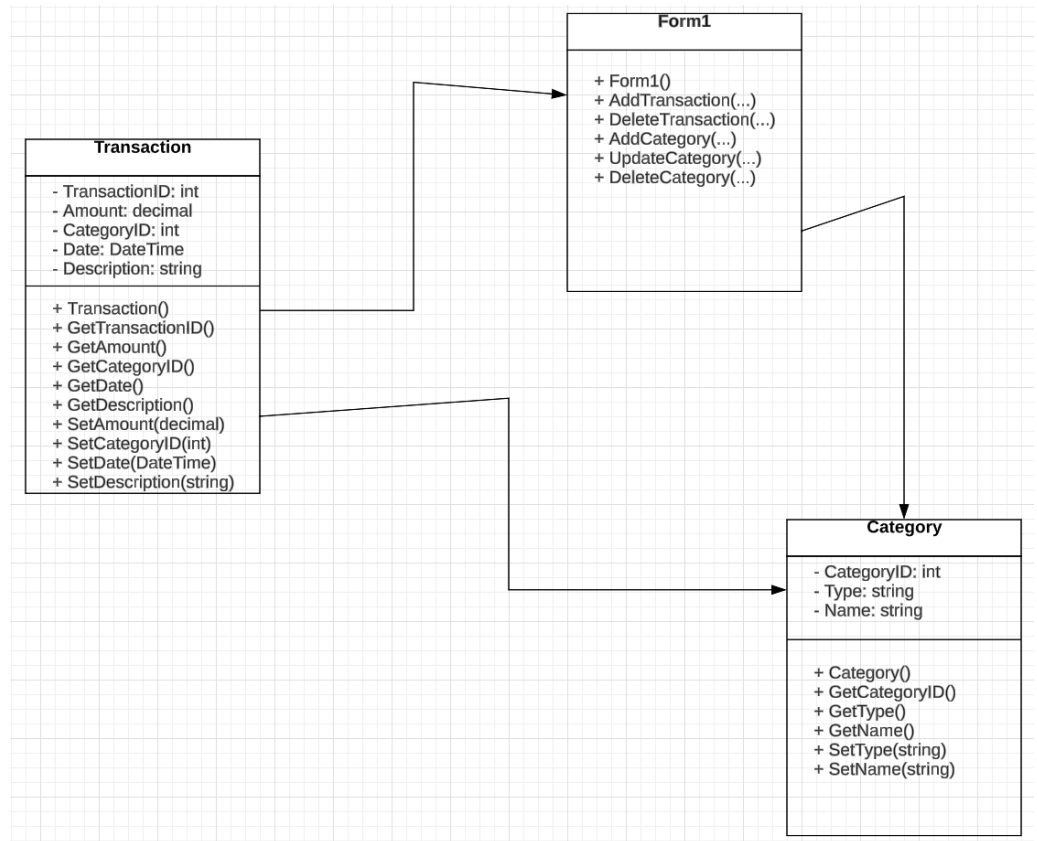 Form1
+ Form1()
+ AddTransaction(...)
+ DeleteTransaction(...)
+ AddCategory(...)
+ UpdateCategory(...)
+ DeleteCategory(...)
Transaction
- TransactionID: int
- Amount: decimal
- CategoryID: int
- Date: DateTime
- Description: string
+ Transaction()
+ GetTransactionID()
+ GetAmount()
+ GetCategoryID()
+ GetDate()
+ GetDescription()
+ SetAmount(decimal)
+ SetCategoryID(int)
+ SetDate(DateTime)
+ SetDescription(string)
Category
- CategoryID: int
- Type: string
- Name: string
+ Category()
+ GetCategoryID()
+ GetType()
+ GetName()
+ SetType(string)
+ SetName(string)